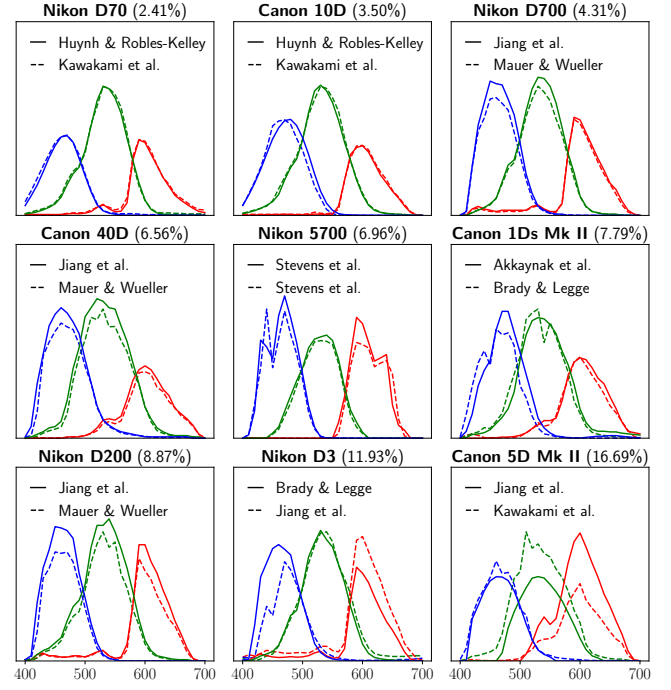 Nikon D70 (2.41%)
Huynh & Robles-Kelley
Kawakami et al.
Canon 10D (3.50%)
Huynh & Robles-Kelley
Kawakami et al.
Nikon D700 (4.31%)
Jiang et al.
Mauer & Wueller
Canon 40D (6.56%)
Jiang et al.
Mauer & Wueller
Nikon 5700 (6.96%)
Stevens et al.
Stevens et al.
Canon 1Ds Mk II (7.79%)
Akkaynak et al.
Brady & Legge
Nikon D200 (8.87%)
Jiang et al.
Mauer & Wueller
400 500 600 700
Nikon D3 (11.93%)
Brady & Legge
Jiang et al.
400 500 600 700
Canon 5D Mk II (16.69%)
Jiang et al.
Kawakami et al.
400 500 600 700